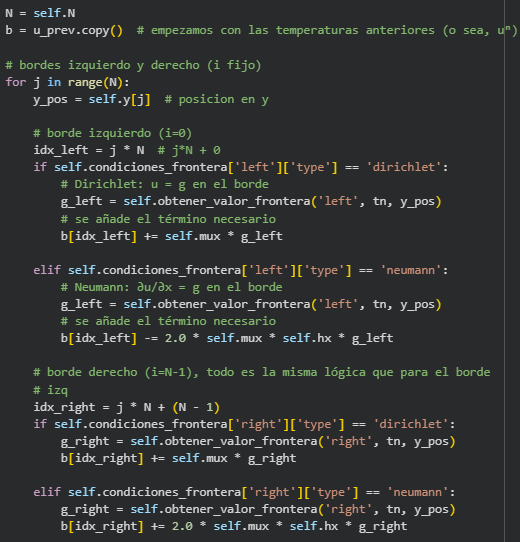 N = self.N
b = u_prev.copy()  # empezamos con las temperaturas anteriores (o sea, uⁿ)

# bordes izquierdo y derecho (i fijo)
for j in range(N):
    y_pos = self.y[j]  # posicion en y

    # borde izquierdo (i=0)
    idx_left = j * N  # j*N + 0
    if self.condiciones_frontera['left']['type'] == 'dirichlet':
        # Dirichlet: u = g en el borde
        g_left = self.obtener_valor_frontera('left', tn, y_pos)
        # se añade el término necesario
        b[idx_left] += self.mux * g_left

    elif self.condiciones_frontera['left']['type'] == 'neumann':
        # Neumann: ∂u/∂x = g en el borde
        g_left = self.obtener_valor_frontera('left', tn, y_pos)
        # se añade el término necesario
        b[idx_left] -= 2.0 * self.mux * self.hx * g_left

    # borde derecho (i=N-1), todo es la misma lógica que para el borde
    # izq
    idx_right = j * N + (N - 1)
    if self.condiciones_frontera['right']['type'] == 'dirichlet':
        g_right = self.obtener_valor_frontera('right', tn, y_pos)
        b[idx_right] += self.mux * g_right

    elif self.condiciones_frontera['right']['type'] == 'neumann':
        g_right = self.obtener_valor_frontera('right', tn, y_pos)
        b[idx_right] += 2.0 * self.mux * self.hx * g_right